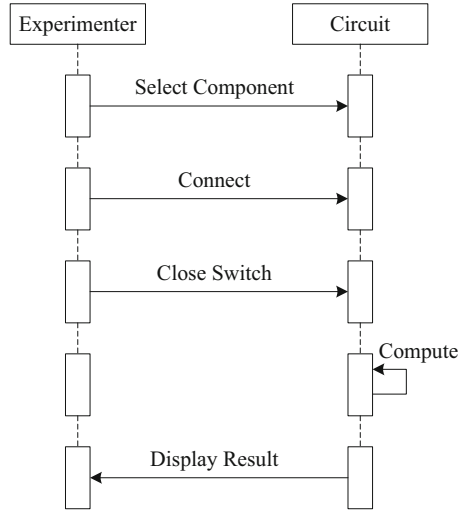 Experimenter
Circuit
Select Component
Connect
Close Switch
Compute
Display Result